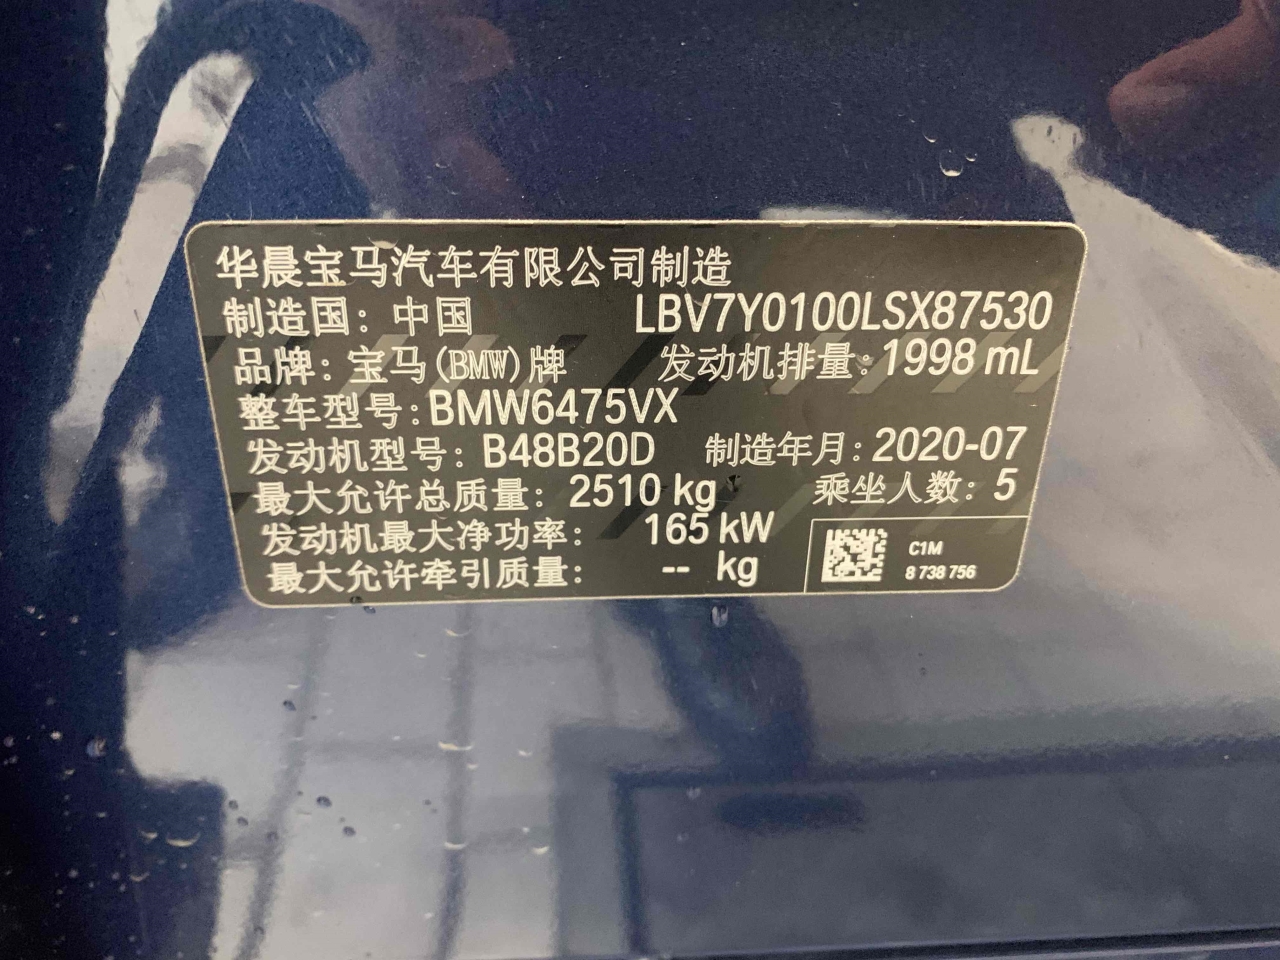 华晨宝马汽车有限公司制造
制造国：中国 LBV7Y0100LSX87530
品牌：宝马(BMW)牌 发动机排量：1998 mL
整车型号：BMW6475VX
发动机型号：B48B20D 制造年月：2020-07
最大允许总质量：2510 kg 乘坐人数：5
发动机最大净功率：165 kW
最大允许牵引质量：-- kg
C1M
8 738 756